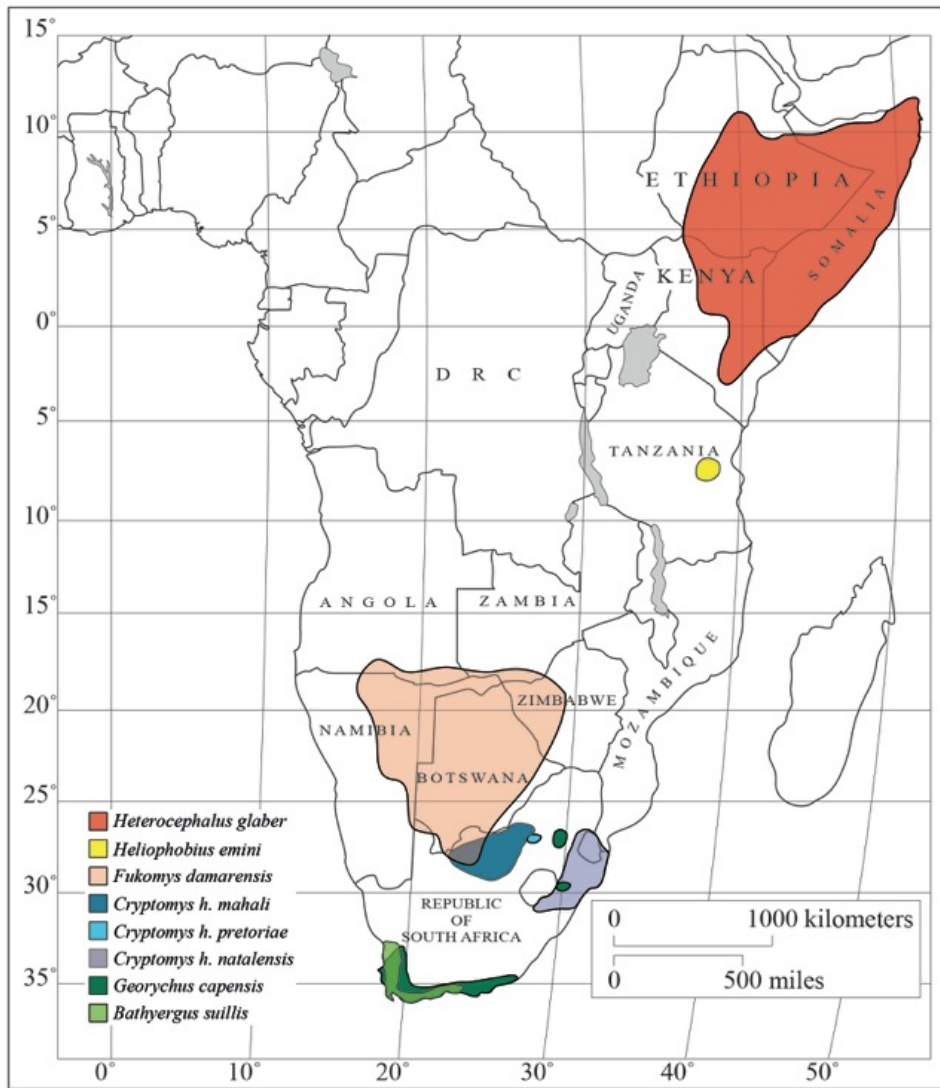 15°
10°
5°
0°
5°
10°
15°
20°
25°
30°
35°
ETHIOPIA
SOMALIA
KENYA
UGANDA
DRC
TANZANIA
ANGOLA
ZAMBIA
MOZAMBIQUE
ZIMBABWE
NAMIBIA
BOTSWANA
REPUBLIC
OF
SOUTH AFRICA
Heterocephalus glaber
Heliophobius emini
Fukomys damarensis
Cryptomys h. mahali
Cryptomys h. pretoriae
Cryptomys h. natalensis
Georychus capensis
Bathyergus suillis
0 1000 kilometers
0 500 miles
0° 10° 20° 30° 40° 50°